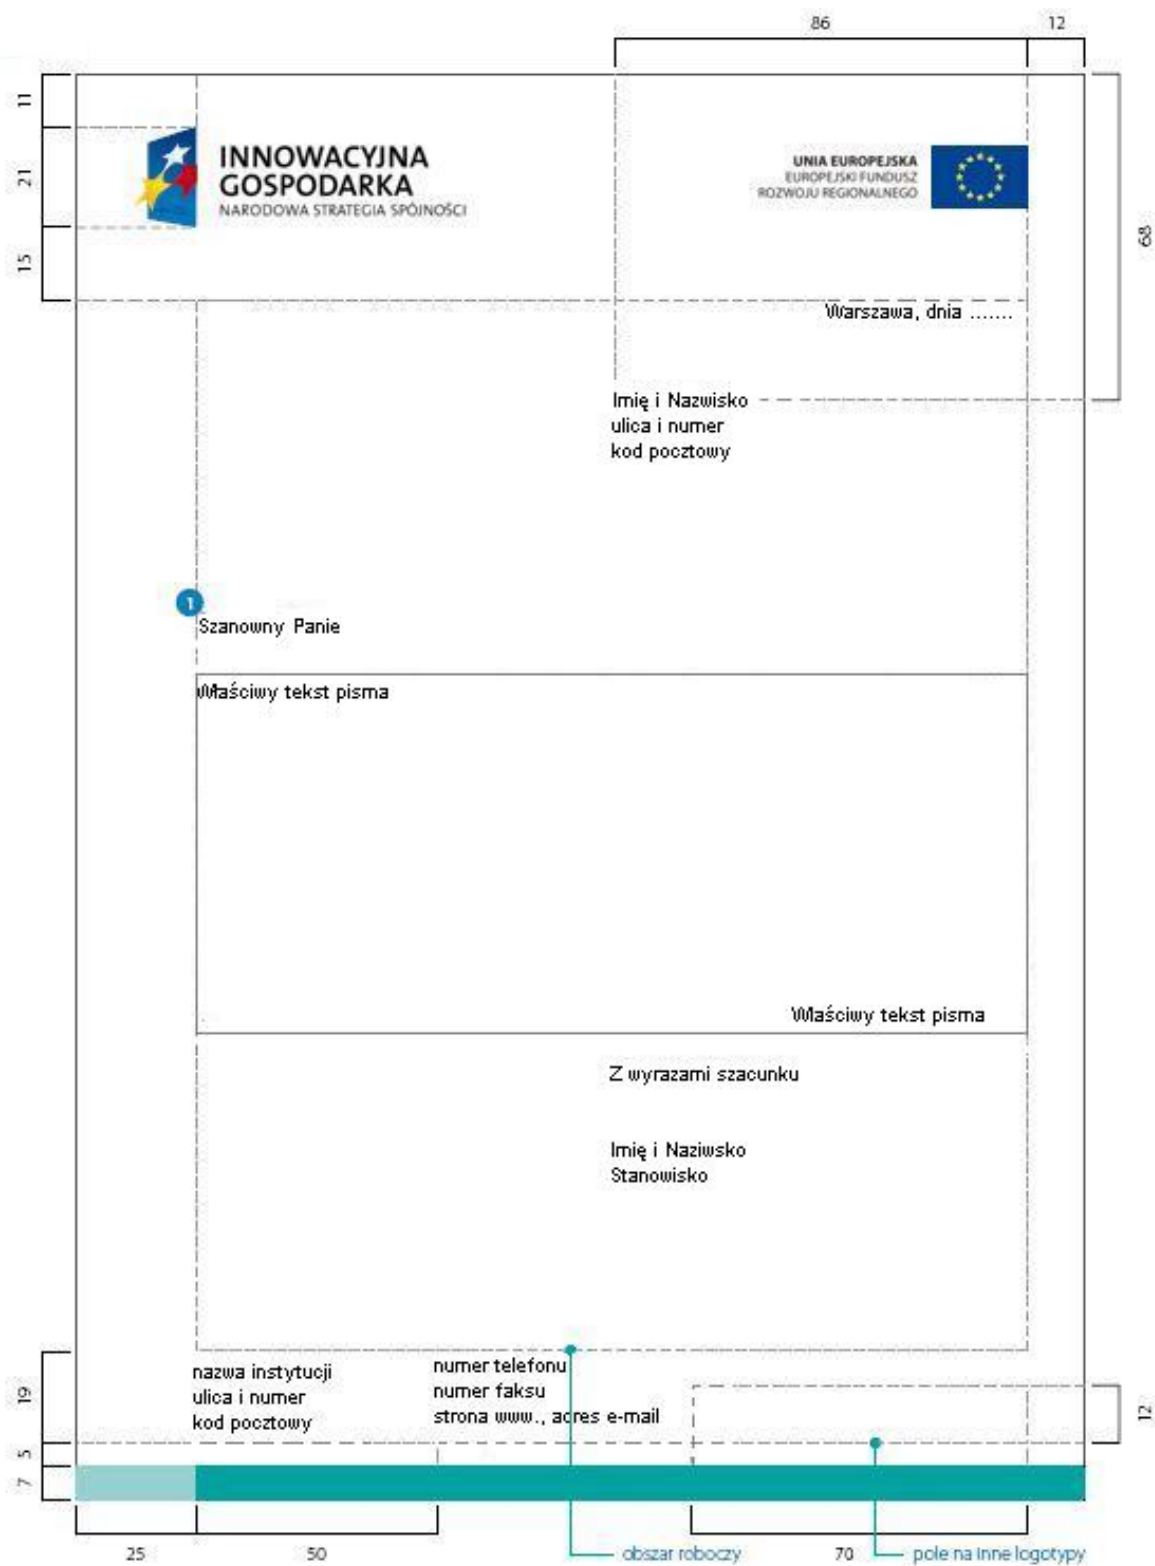 86
12
11
21
15
68
INNOWACYJNA
GOSPODARKA
NARODOWA STRATEGIA SPÓJNOŚCI
UNIA EUROPEJSKA
EUROPEJSKI FUNDUSZ
ROZWOJU REGIONALNEGO
Warszawa, dnia .......
Imię i Nazwisko
ulica i numer
kod pocztowy
1
Szanowny Panie
Właściwy tekst pisma
Właściwy tekst pisma
Z wyrazami szacunku
Imię i Naziwsko
Stanowisko
nazwa instytucji
ulica i numer
kod pocztowy
numer telefonu
numer faksu
strona www., adres e-mail
19
5
7
12
25
50
obszar roboczy
70
pole na inne logotypy